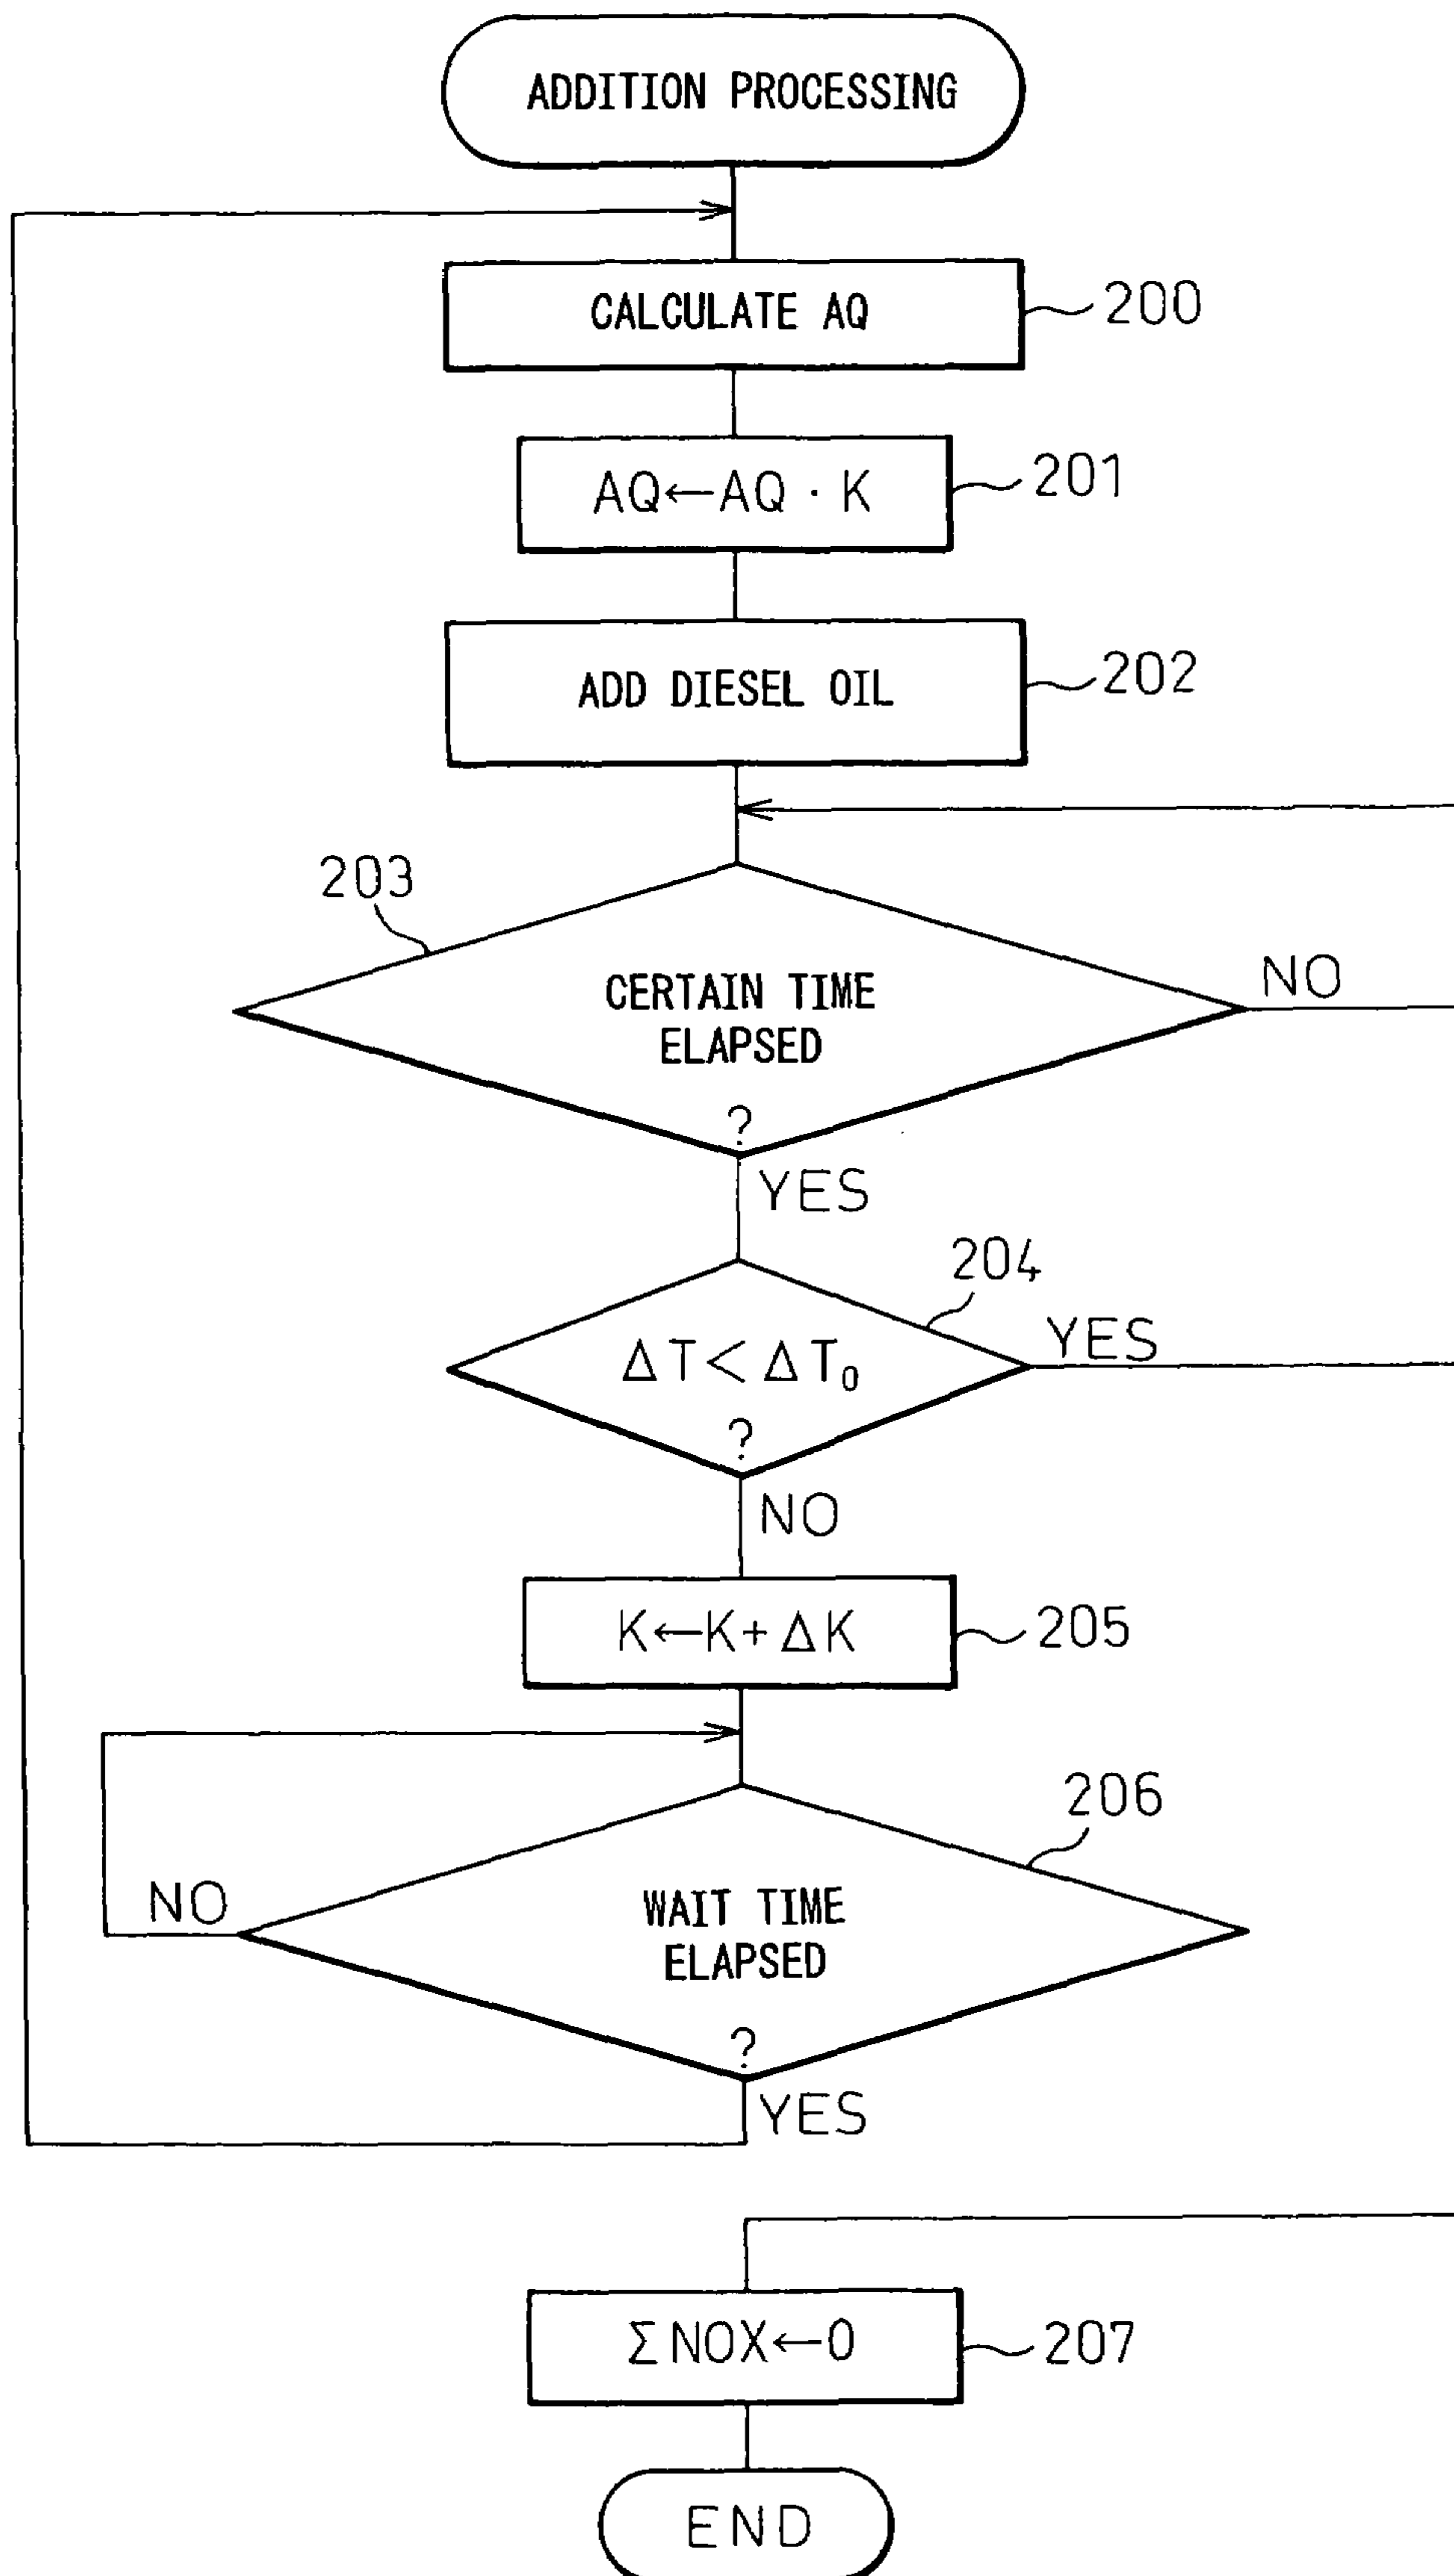 ADDITION PROCESSING
CALCULATE AQ
200
AQ←AQ・K
201
ADD DIESEL OIL
202
203
CERTAIN TIME
ELAPSED
?
NO
YES
204
ΔT<ΔT₀
?
YES
NO
K←K+ΔK
205
206
WAIT TIME
ELAPSED
?
NO
YES
ΣNOX←0
207
END